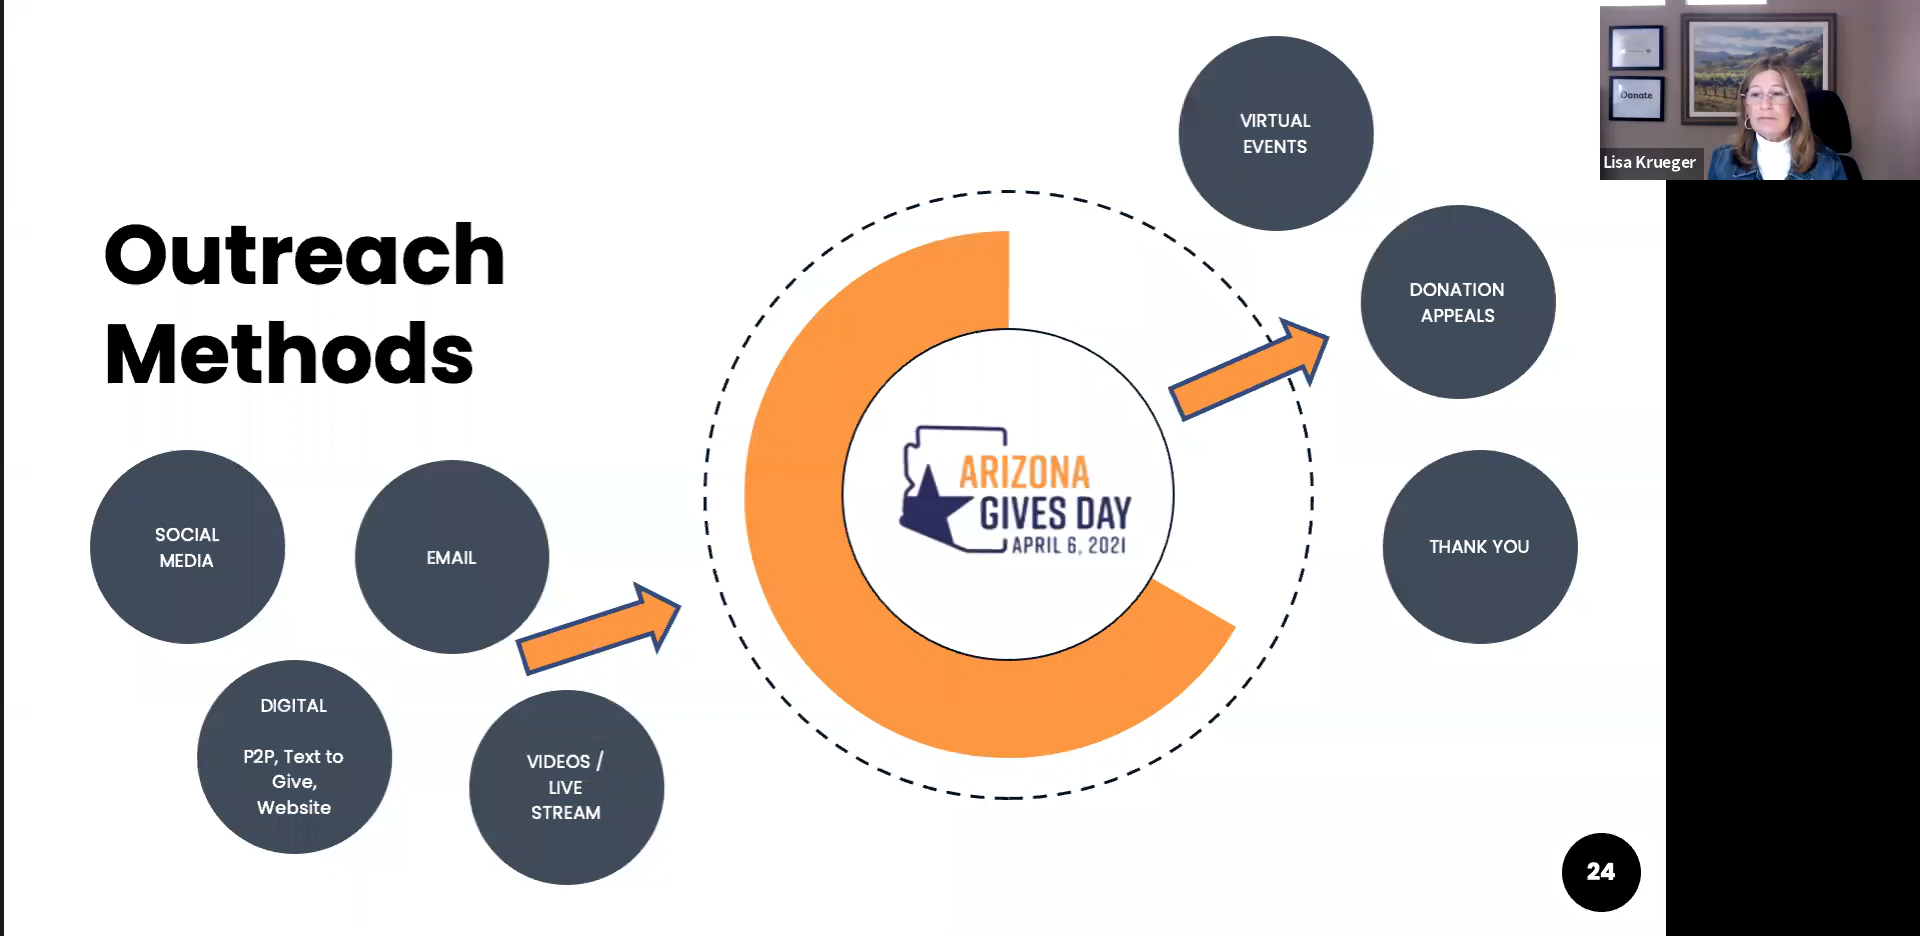 Outreach
Methods
SOCIAL
MEDIA
EMAIL
DIGITAL
P2P, Text to
Give,
Website
VIDEOS /
LIVE
STREAM
ARIZONA
GIVES DAY
APRIL 6, 2021
VIRTUAL
EVENTS
DONATION
APPEALS
THANK YOU
24
Donate
Lisa Krueger